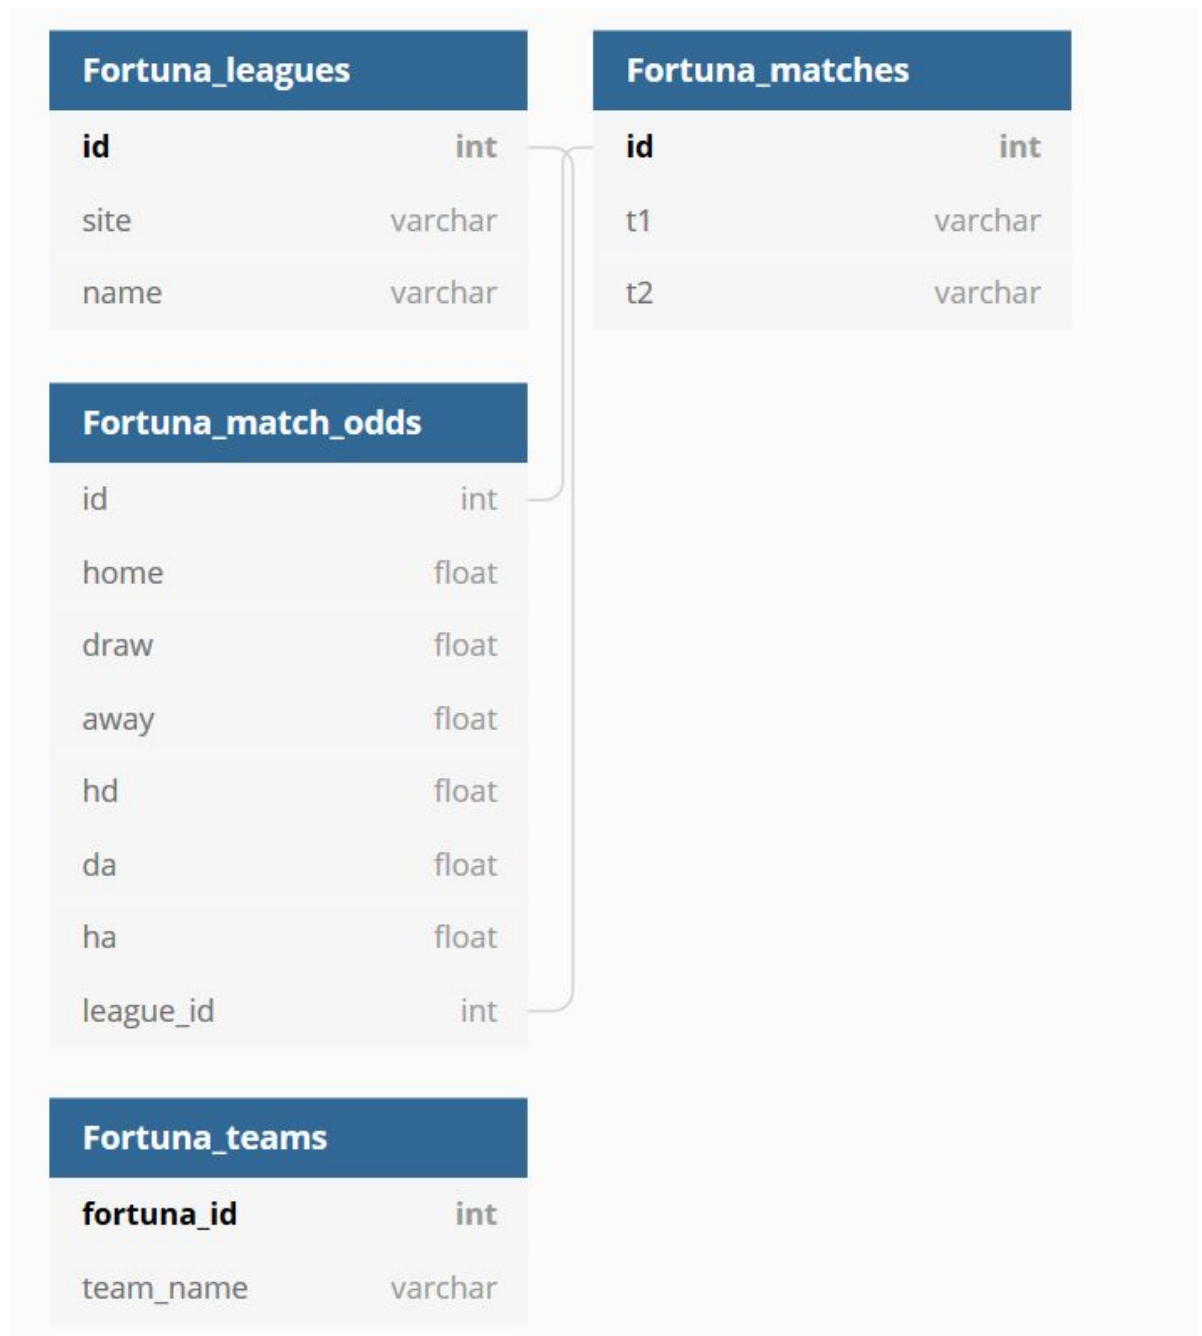 Fortuna_leagues
id int
site varchar
name varchar
Fortuna_matches
id int
t1 varchar
t2 varchar
Fortuna_match_odds
id int
home float
draw float
away float
hd float
da float
ha float
league_id int
Fortuna_teams
fortuna_id int
team_name varchar